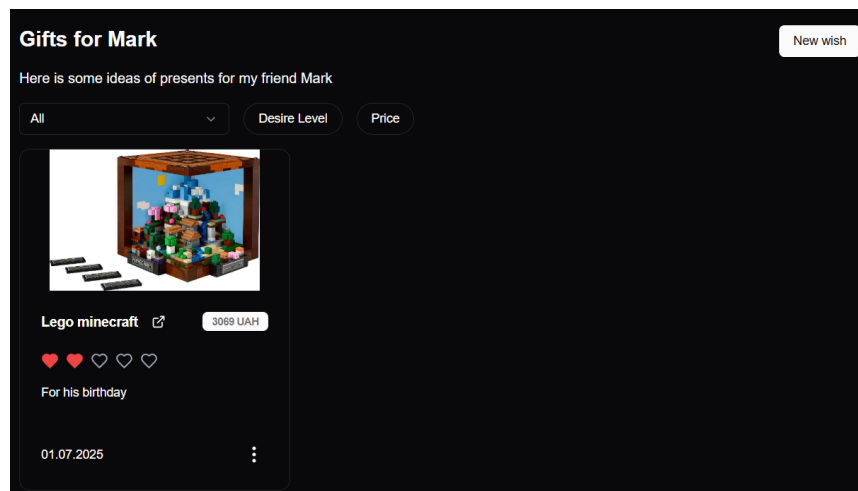 Gifts for Mark
New wish
Here is some ideas of presents for my friend Mark
All
Desire Level
Price
Lego minecraft
3069 UAH
For his birthday
01.07.2025